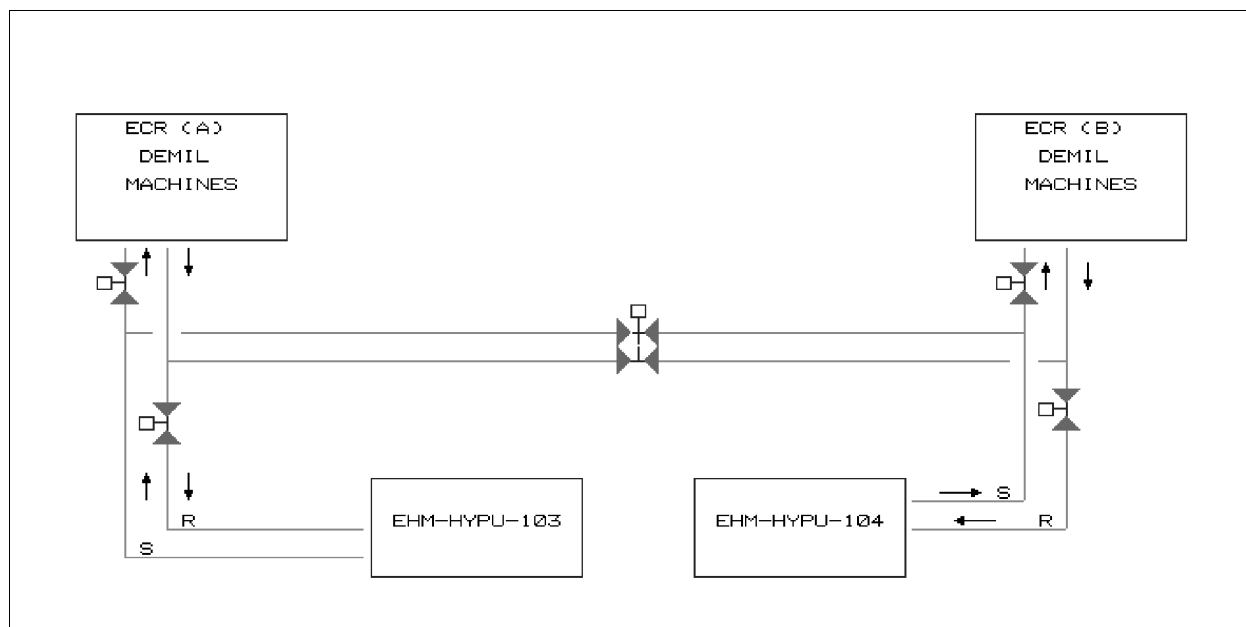 ECR (A)
DEMIL
MACHINES
ECR (B)
DEMIL
MACHINES
EHM-HYPU-103
EHM-HYPU-104
S
R
R
S